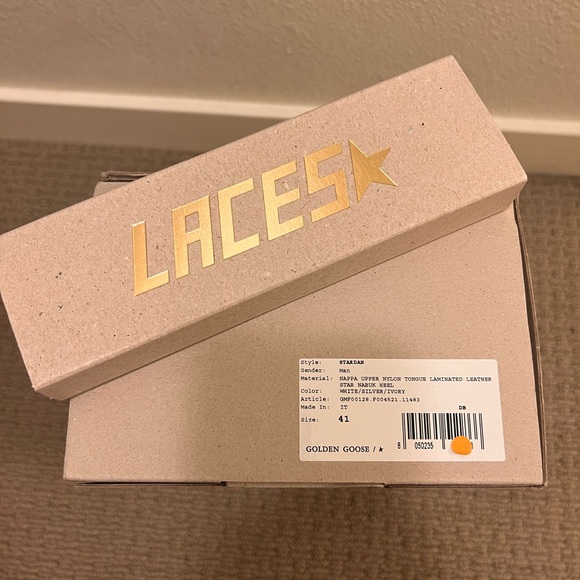 LACES
Style: STARDAN
Gender: Man
Material: NAPPA UPPER NYLON TONGUE LAMINATED LEATHER
STAR NABUK HEEL
Color: WHITE/SILVER/IVORY
Article: GMF00128.F004521.11483
Made In: IT
DB
Size: 41
GOLDEN GOOSE /
8 050235